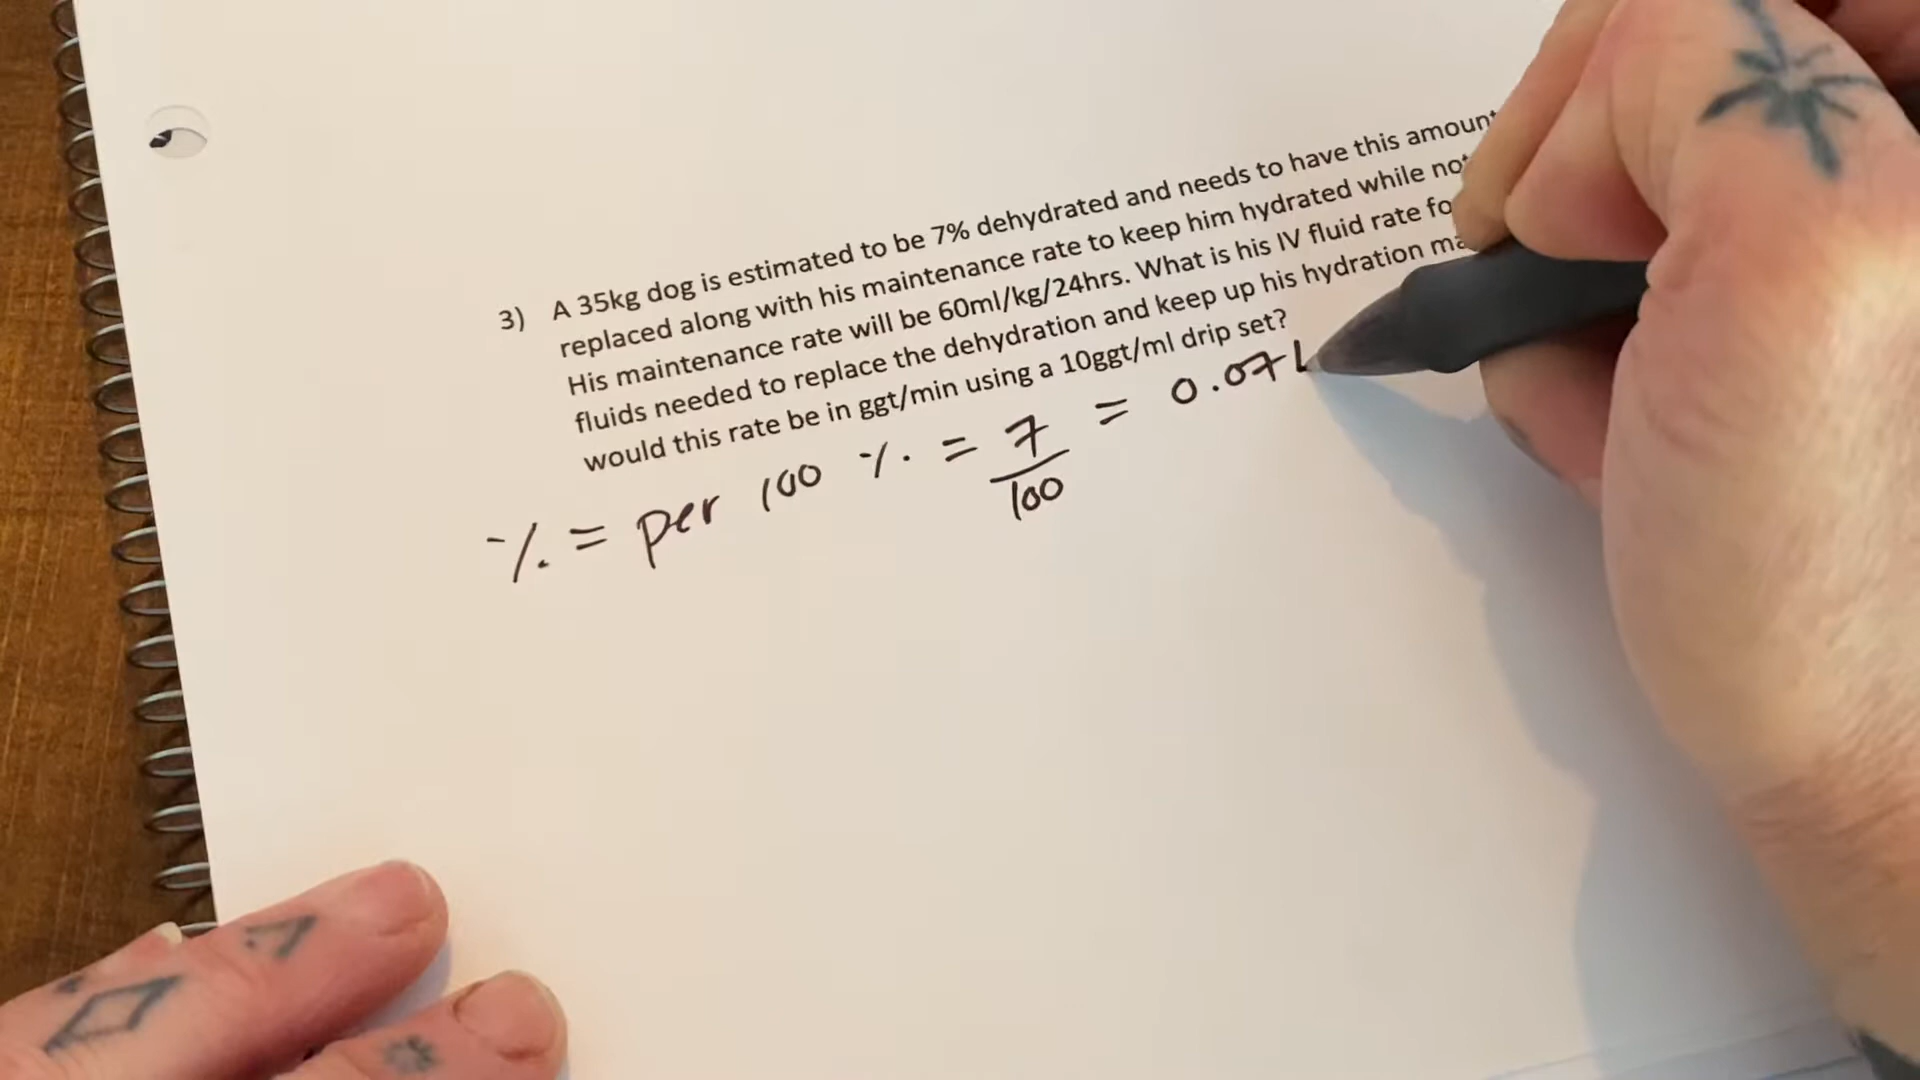 3) A 35kg dog is estimated to be 7% dehydrated and needs to have this amount
replaced along with his maintenance rate to keep him hydrated while not
His maintenance rate will be 60ml/kg/24hrs. What is his IV fluid rate
fluids needed to replace the dehydration and keep up his hydration
would this rate be in ggt/min using a 10ggt/ml drip set?
% = per 100 % = 7/100 = 0.07L